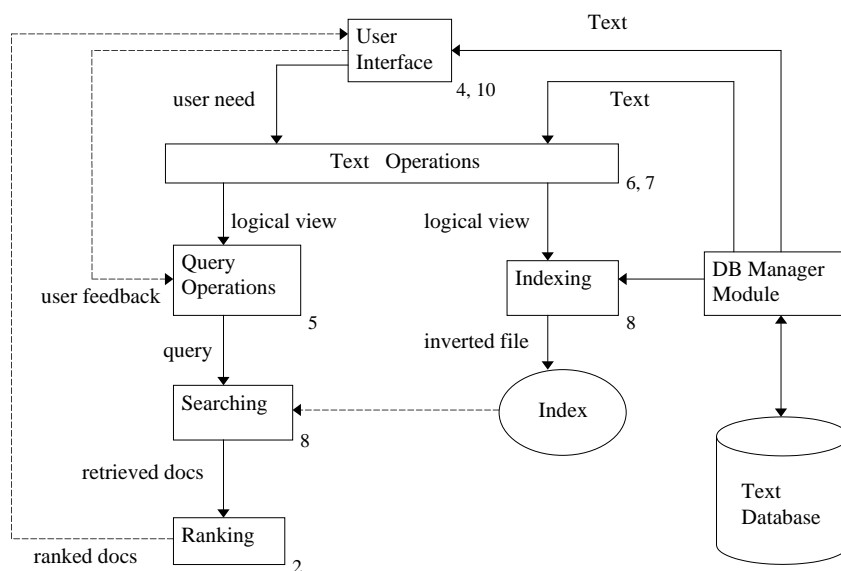 User
Interface
Text
4, 10
user need
Text
Text Operations
6, 7
logical view
logical view
Query
Operations
Indexing
DB Manager
Module
user feedback
5
8
query
inverted file
Searching
Index
8
retrieved docs
Text
Database
Ranking
ranked docs
2